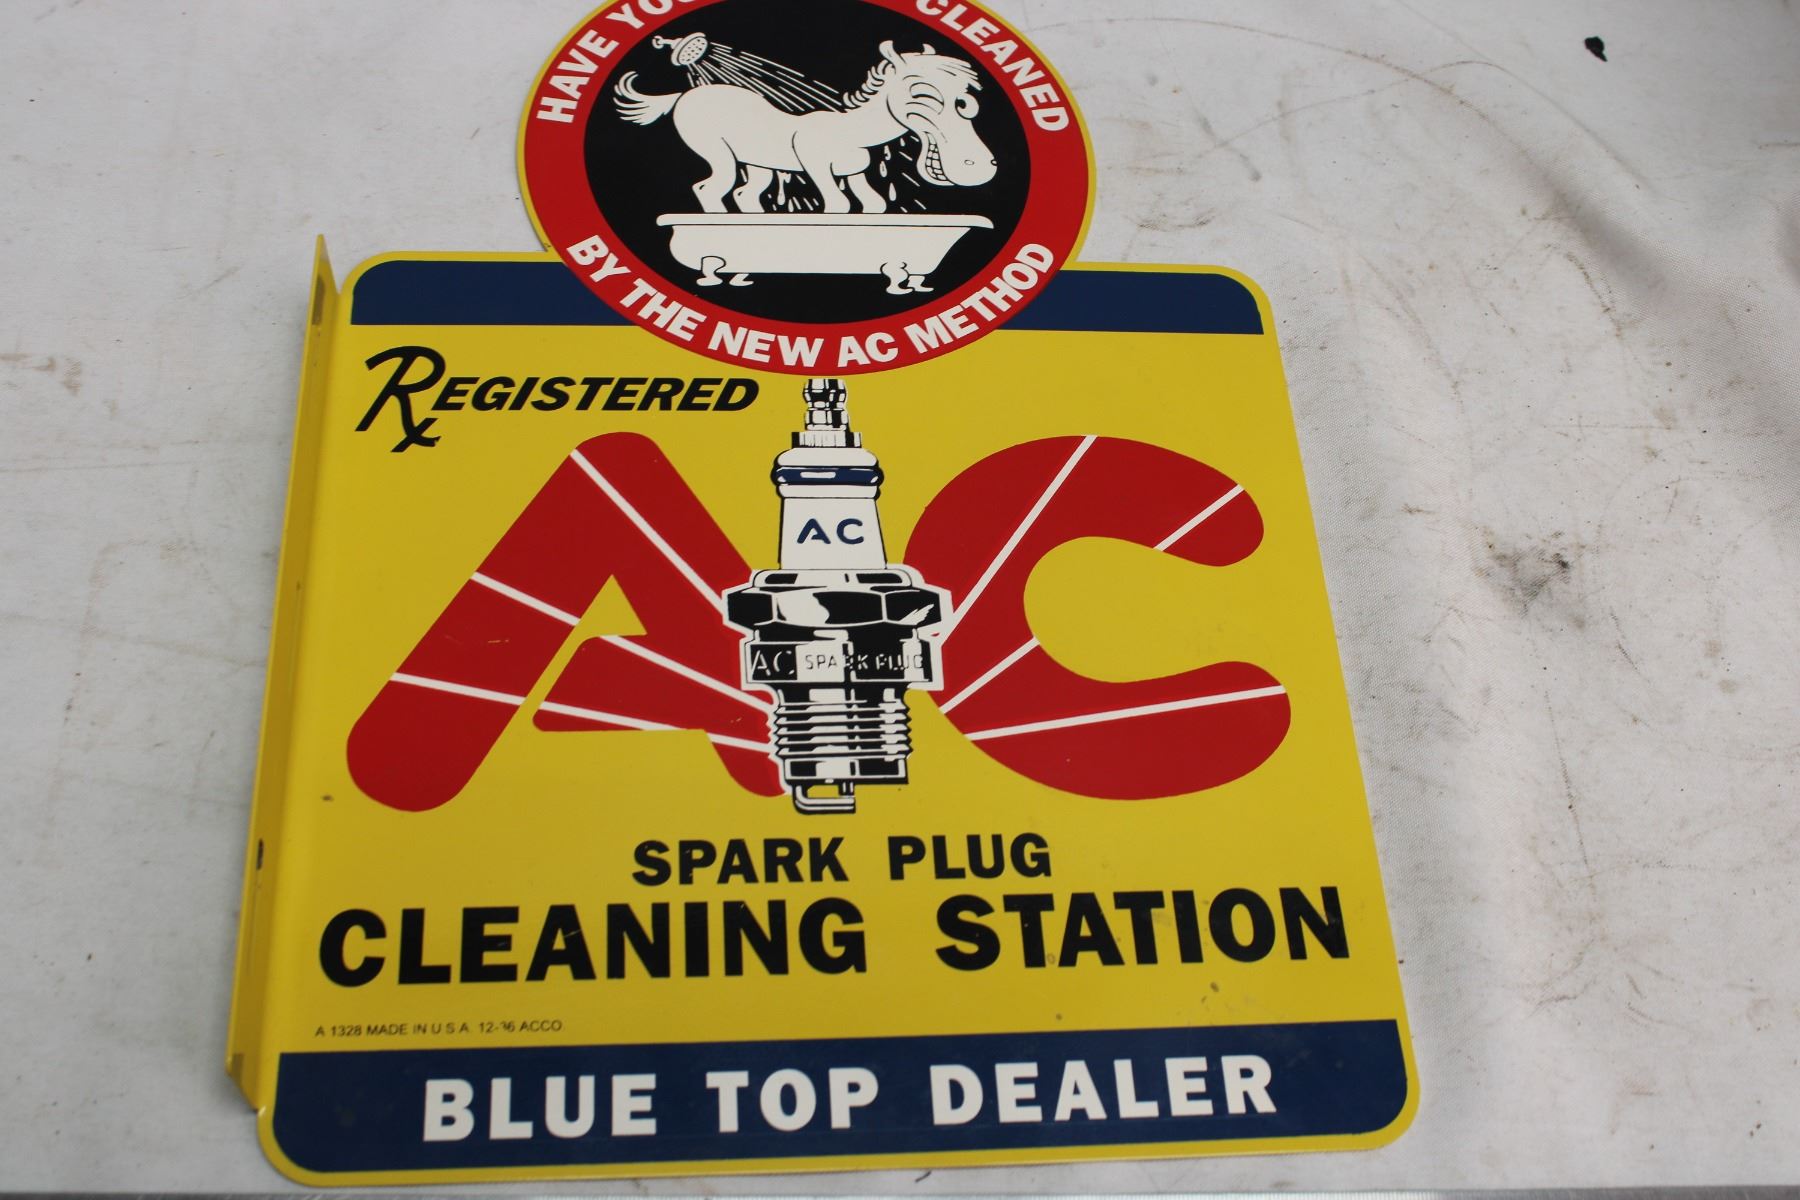 HAVE YOU CLEANED
BY THE NEW AC METHOD
REGISTERED
AC
AC
AC SPARK PLUG
SPARK PLUG
CLEANING STATION
A 1328 MADE IN U S A. 12-36 ACCO
BLUE TOP DEALER